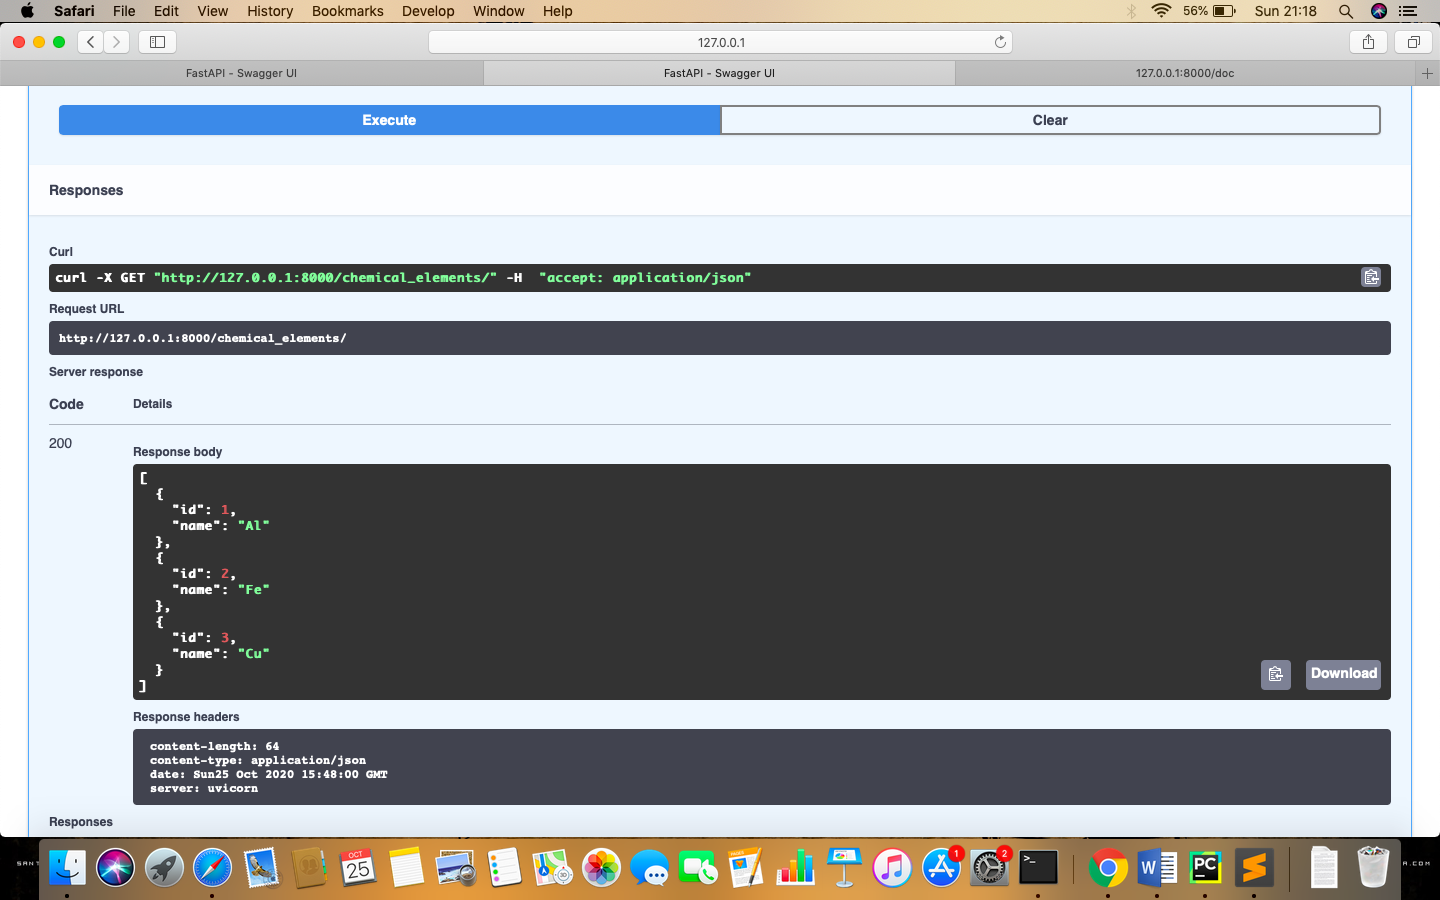 Safari File Edit View History Bookmarks Develop Window Help 56% Sun 21:18
127.0.0.1
FastAPI - Swagger UI FastAPI - Swagger UI 127.0.0.1:8000/doc
Execute Clear
Responses
Curl
curl -X GET "http://127.0.0.1:8000/chemical_elements/" -H "accept: application/json"
Request URL
http://127.0.0.1:8000/chemical_elements/
Server response
Code Details
200
Response body
[
{
"id": 1,
"name": "Al"
},
{
"id": 2,
"name": "Fe"
},
{
"id": 3,
"name": "Cu"
}
]
Download
Response headers
content-length: 64
content-type: application/json
date: Sun25 Oct 2020 15:48:00 GMT
server: uvicorn
Responses
OCT
25
1
2
>_
W
PC